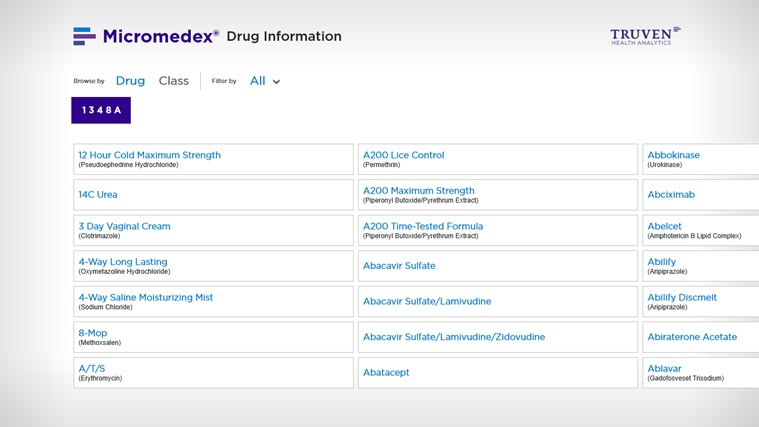 Micromedex® Drug Information
TRUVEN
HEALTH ANALYTICS
Browse by Drug Class Filter by All
1 3 4 8 A
12 Hour Cold Maximum Strength
(Pseudoephedrine Hydrochloride)
14C Urea
3 Day Vaginal Cream
(Clotrimazole)
4-Way Long Lasting
(Oxymetazoline Hydrochloride)
4-Way Saline Moisturizing Mist
(Sodium Chloride)
8-Mop
(Methoxsalen)
A/T/S
(Erythromycin)
A200 Lice Control
(Permethrin)
A200 Maximum Strength
(Piperonyl Butoxide/Pyrethrum Extract)
A200 Time-Tested Formula
(Piperonyl Butoxide/Pyrethrum Extract)
Abacavir Sulfate
Abacavir Sulfate/Lamivudine
Abacavir Sulfate/Lamivudine/Zidovudine
Abatacept
Abbokinase
(Urokinase)
Abciximab
Abelcet
(Amphotericin B Lipid Complex)
Abilify
(Aripiprazole)
Abilify Discmelt
(Aripiprazole)
Abiraterone Acetate
Ablavar
(Gadofosveset Trisodium)